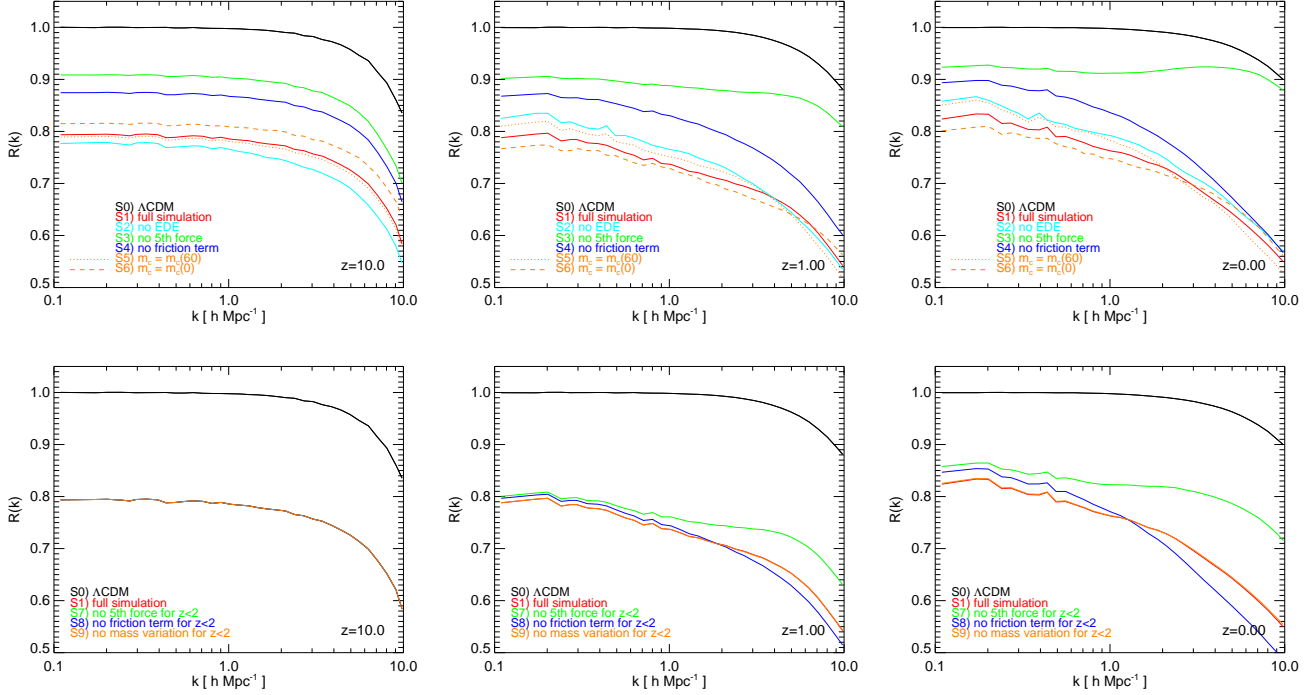 1.0
0.9
0.8
0.7
0.6
0.5
R(k)
S0) ΛCDM
S1) full simulation
S2) no EDE
S3) no 5th force
S4) no friction term
S5) m_c = m_c(60)
S6) m_c = m_c(0)
z=10.0
0.1 1.0 10.0
k [ h Mpc⁻¹ ]
1.0
0.9
0.8
0.7
0.6
0.5
R(k)
S0) ΛCDM
S1) full simulation
S2) no EDE
S3) no 5th force
S4) no friction term
S5) m_c = m_c(60)
S6) m_c = m_c(0)
z=1.00
0.1 1.0 10.0
k [ h Mpc⁻¹ ]
1.0
0.9
0.8
0.7
0.6
0.5
R(k)
S0) ΛCDM
S1) full simulation
S2) no EDE
S3) no 5th force
S4) no friction term
S5) m_c = m_c(60)
S6) m_c = m_c(0)
z=0.00
0.1 1.0 10.0
k [ h Mpc⁻¹ ]
1.0
0.9
0.8
0.7
0.6
0.5
R(k)
S0) ΛCDM
S1) full simulation
S7) no 5th force for z<2
S8) no friction term for z<2
S9) no mass variation for z<2
z=10.0
0.1 1.0 10.0
k [ h Mpc⁻¹ ]
1.0
0.9
0.8
0.7
0.6
0.5
R(k)
S0) ΛCDM
S1) full simulation
S7) no 5th force for z<2
S8) no friction term for z<2
S9) no mass variation for z<2
z=1.00
0.1 1.0 10.0
k [ h Mpc⁻¹ ]
1.0
0.9
0.8
0.7
0.6
0.5
R(k)
S0) ΛCDM
S1) full simulation
S7) no 5th force for z<2
S8) no friction term for z<2
S9) no mass variation for z<2
z=0.00
0.1 1.0 10.0
k [ h Mpc⁻¹ ]